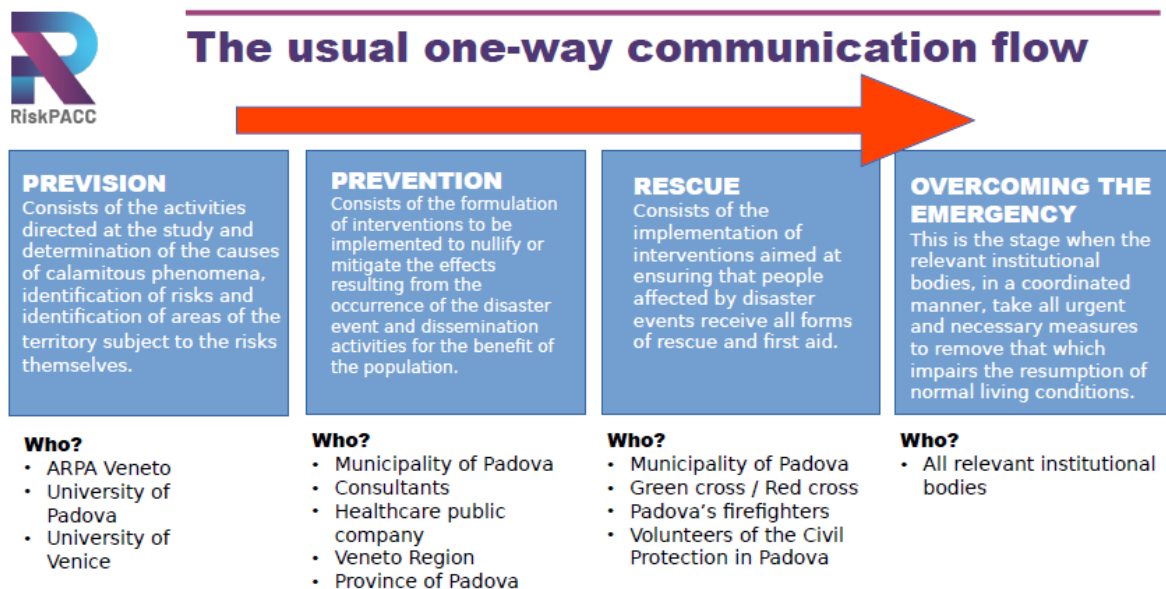 RiskPACC
The usual one-way communication flow
PREVISION
Consists of the activities
directed at the study and
determination of the causes
of calamitous phenomena,
identification of risks and
identification of areas of the
territory subject to the risks
themselves.
Who?
• ARPA Veneto
• University of
Padova
• University of
Venice
PREVENTION
Consists of the formulation
of interventions to be
implemented to nullify or
mitigate the effects
resulting from the
occurrence of the disaster
event and dissemination
activities for the benefit of
the population.
Who?
• Municipality of Padova
• Consultants
• Healthcare public
company
• Veneto Region
• Province of Padova
RESCUE
Consists of the
implementation of
interventions aimed at
ensuring that people
affected by disaster
events receive all forms
of rescue and first aid.
Who?
• Municipality of Padova
• Green cross / Red cross
• Padova's firefighters
• Volunteers of the Civil
Protection in Padova
OVERCOMING THE
EMERGENCY
This is the stage when the
relevant institutional
bodies, in a coordinated
manner, take all urgent
and necessary measures
to remove that which
impairs the resumption of
normal living conditions.
Who?
• All relevant institutional
bodies